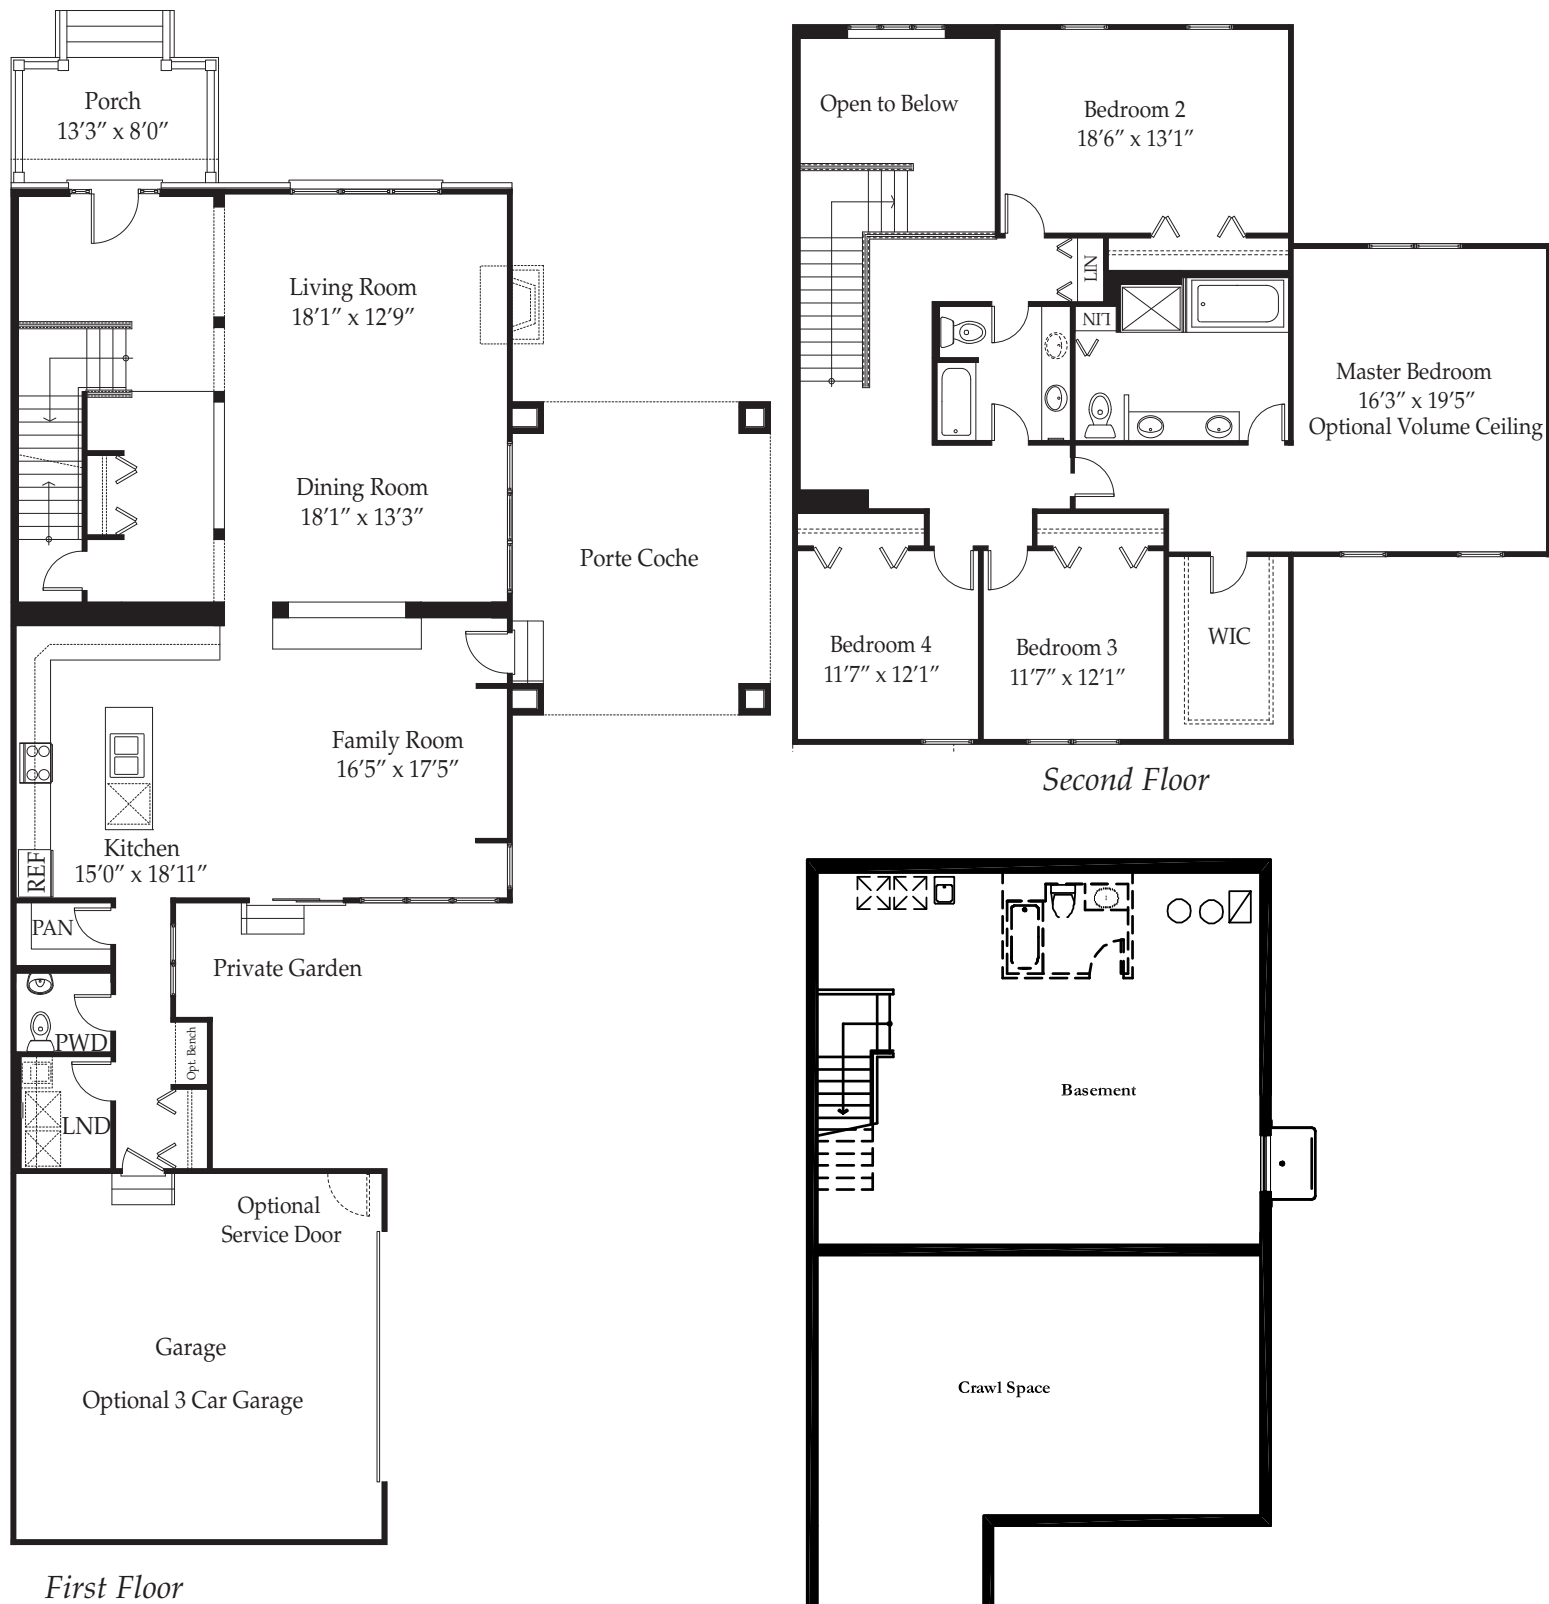 Porch
13’3” x 8’0”
Living Room
18’1” x 12’9”
Dining Room
18’1” x 13’3”
Porte Coche
Family Room
16’5” x 17’5”
Kitchen
15’0” x 18’11”
REF
PAN
Private Garden
PWD
Opt. Bench
LND
Optional
Service Door
Garage
Optional 3 Car Garage
First Floor
Open to Below
Bedroom 2
18’6” x 13’1”
LIN
LIN
Master Bedroom
16’3” x 19’5”
Optional Volume Ceiling
Bedroom 4
11’7” x 12’1”
Bedroom 3
11’7” x 12’1”
WIC
Second Floor
Basement
Crawl Space